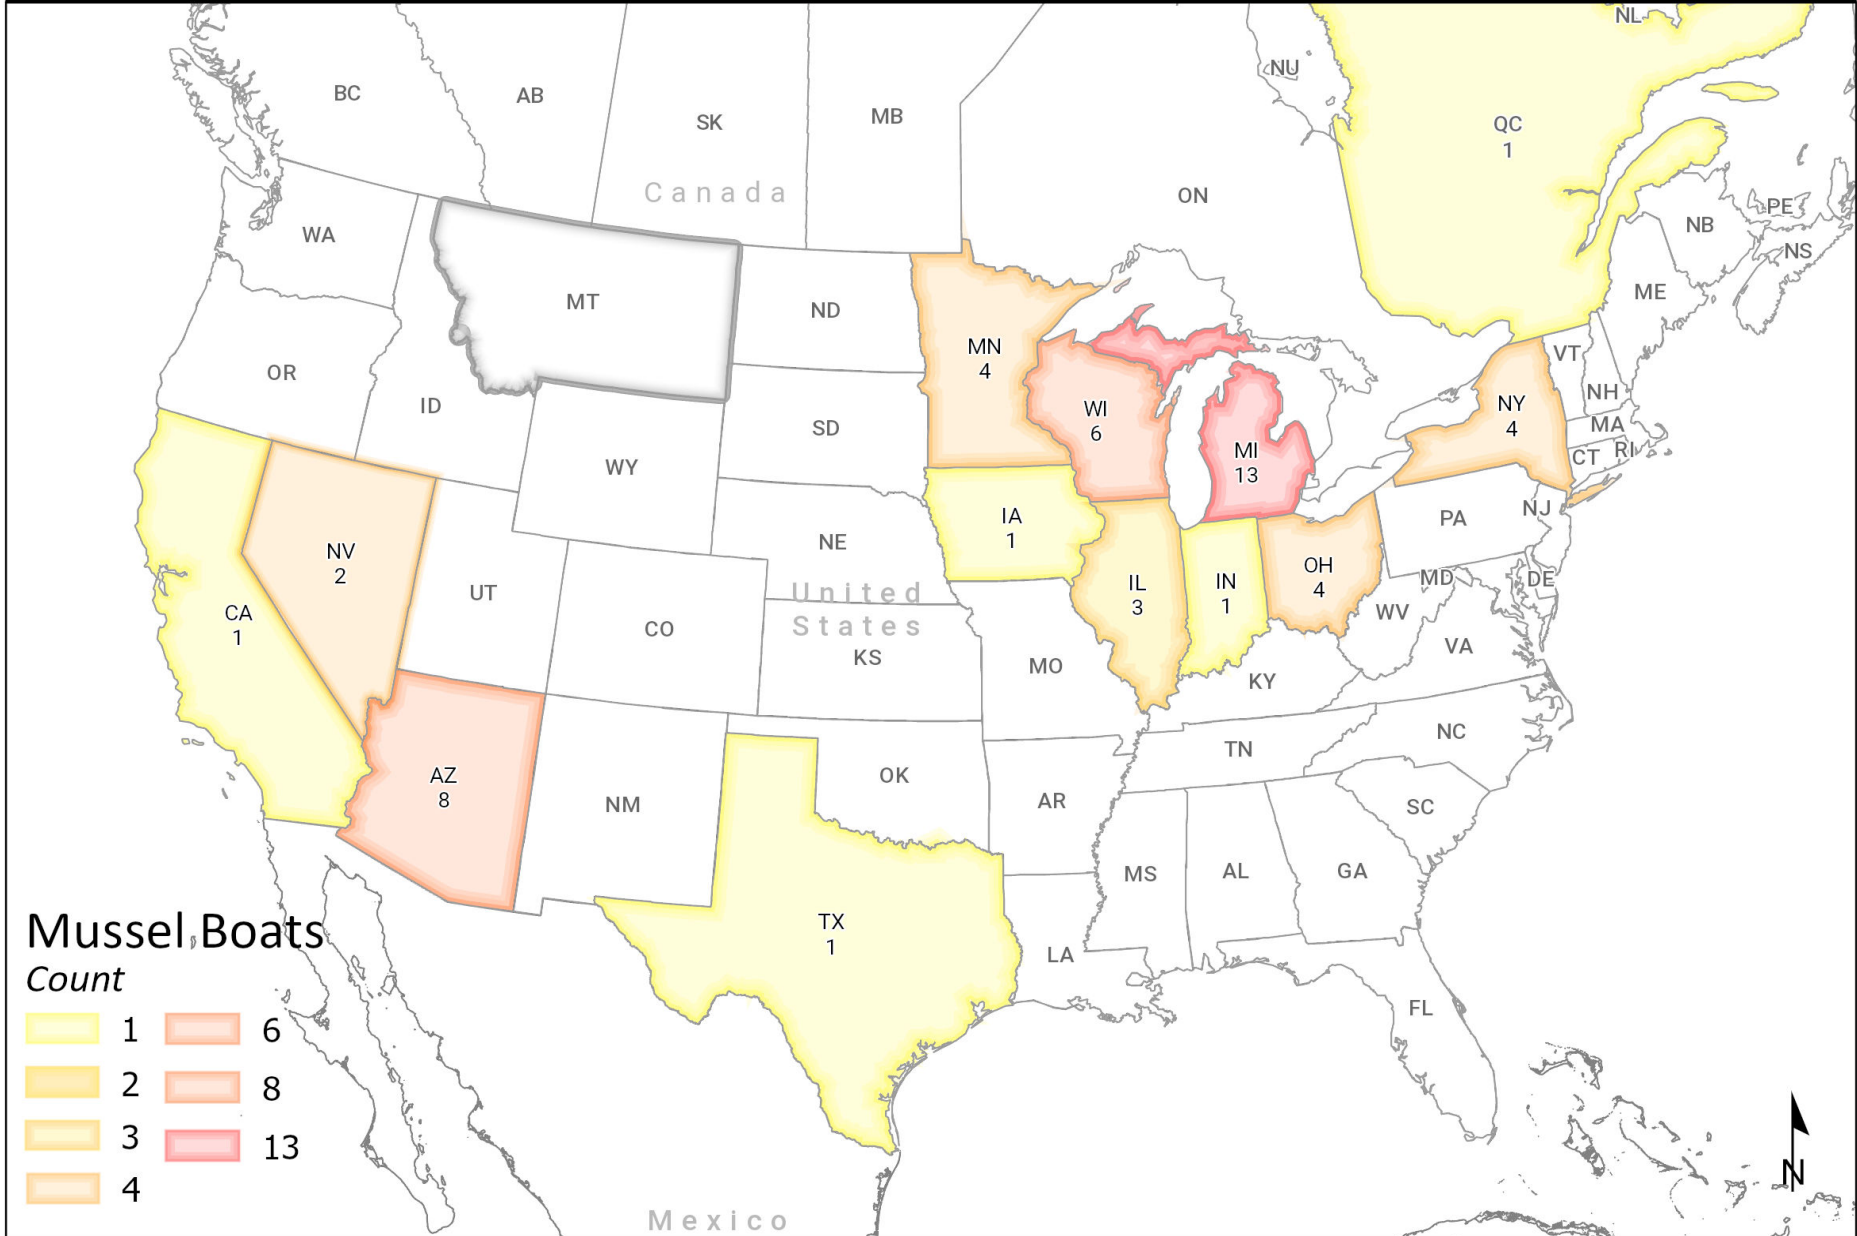 NL
NU
BC
AB
SK
MB
QC
1
Canada
ON
PE
NB
NS
WA
ME
MT
ND
MN
4
VT
OR
NH
ID
SD
WI
6
NY
4
MA
RI
CT
WY
MI
13
IA
1
PA
NJ
NE
NV
2
UT
United
States
IL
3
IN
1
OH
4
MD
DE
WV
CA
1
CO
KS
MO
KY
VA
NC
TN
AZ
8
NM
OK
AR
SC
MS
AL
GA
TX
1
LA
FL
Mussel Boats
Count
1
6
2
8
3
13
4
N
Mexico